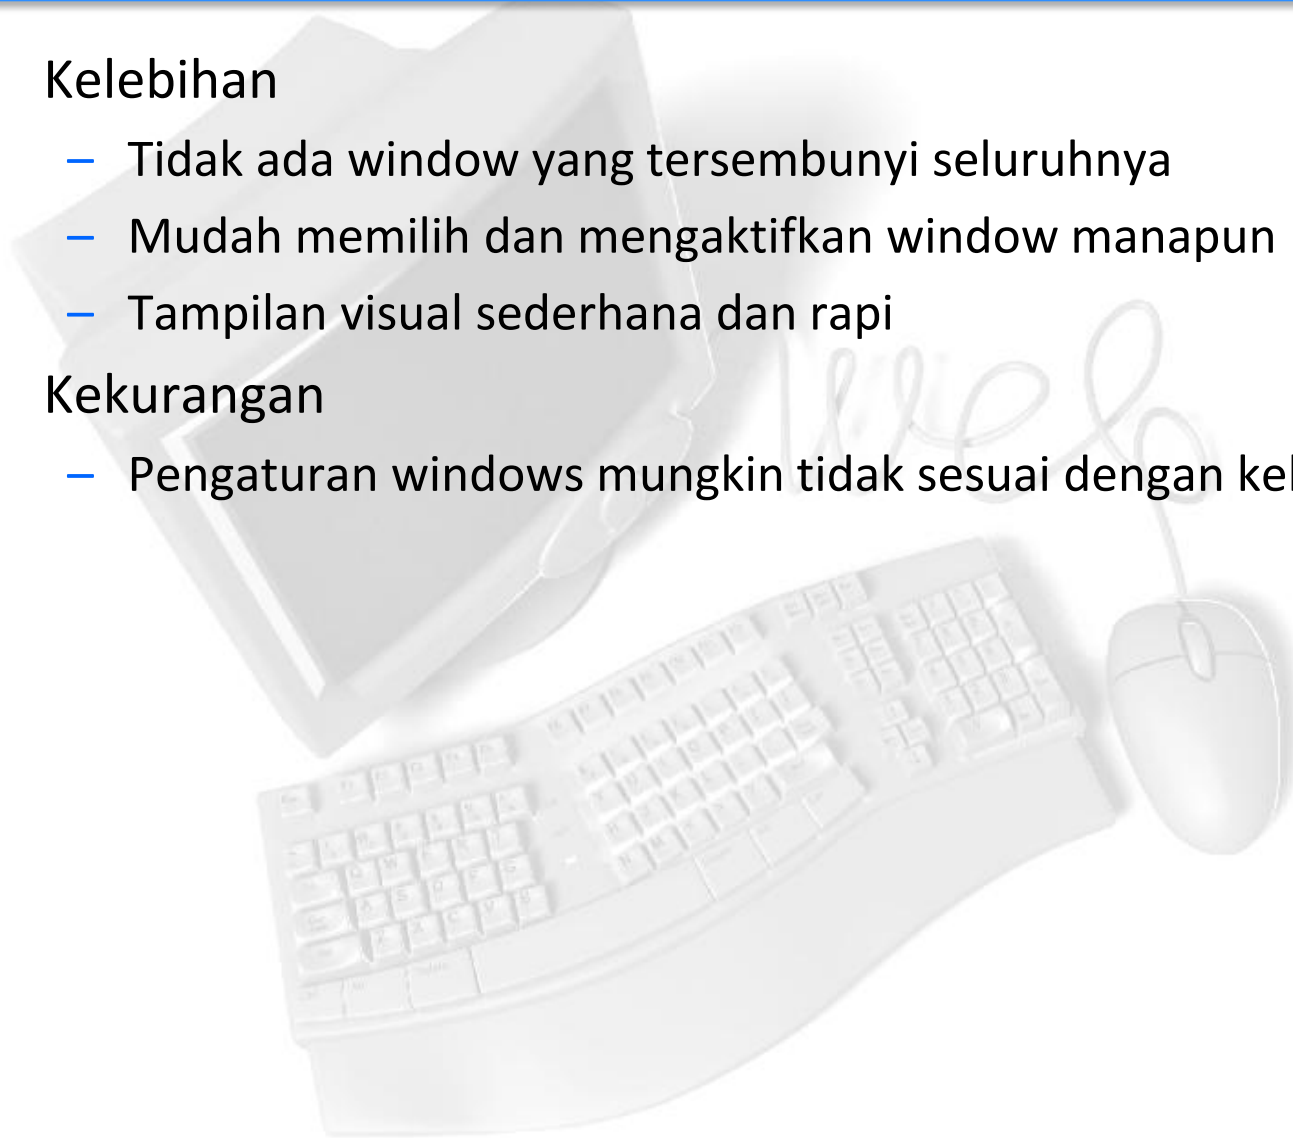 Kelebihan
– Tidak ada window yang tersembunyi seluruhnya
– Mudah memilih dan mengaktifkan window manapun
– Tampilan visual sederhana dan rapi
Kekurangan
– Pengaturan windows mungkin tidak sesuai dengan
web